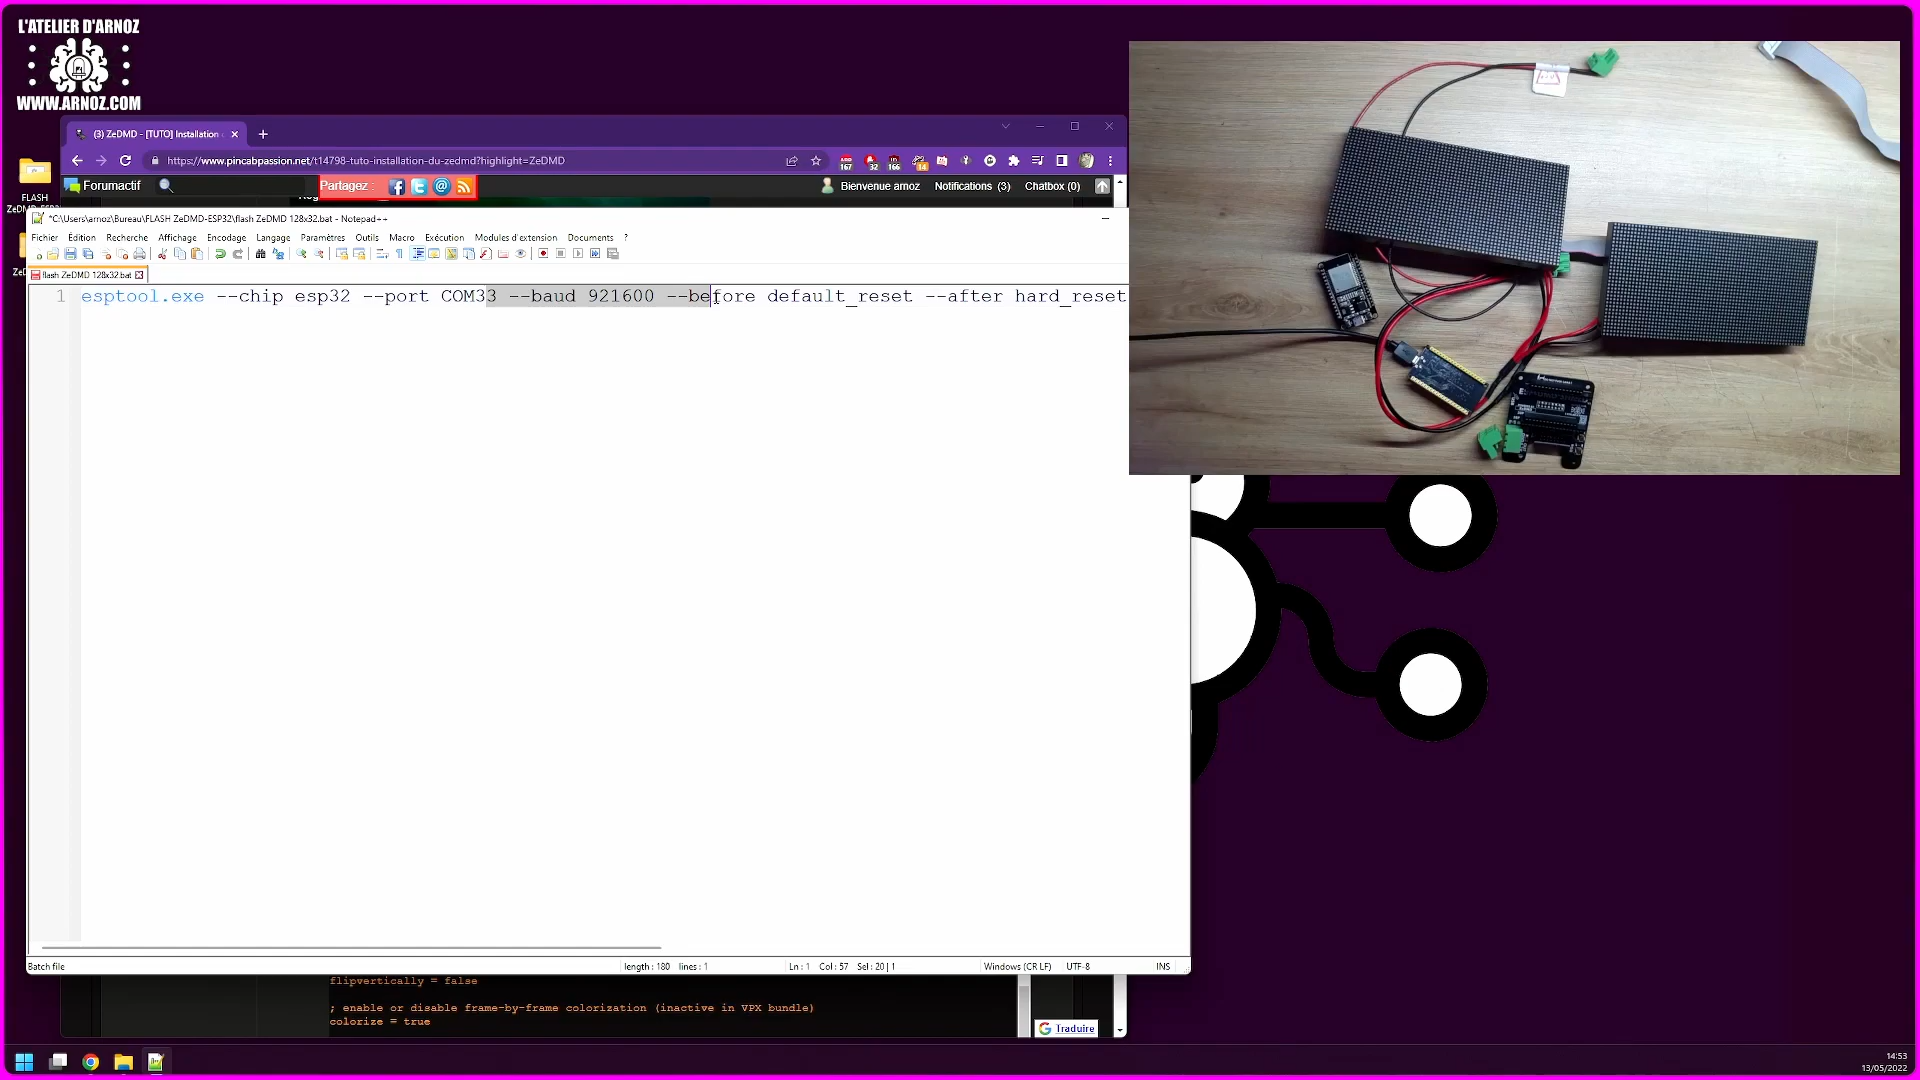 L'ATELIER D'ARNOZ
WWW.ARNOZ.COM
FLASH
(3) ZeDMD - [TUTO] Installation
https://www.pincabpassion.net/t14798-tuto-installation-du-zedmd?highlight=ZeDMD
167
32
166
14
Forumactif
Partagez :
Bienvenue arnoz
Notifications (3)
Chatbox (0)
*C:\Users\arnoz\Bureau\FLASH ZeDMD-ESP32\flash ZeDMD 128x32.bat - Notepad++
Fichier Édition Recherche Affichage Encodage Langage Paramètres Outils Macro Exécution Modules d'extension Documents ?
flash ZeDMD 128x32.bat
1 esptool.exe --chip esp32 --port COM33 --baud 921600 --before default_reset --after hard_reset
Batch file length : 180 lines : 1 Ln : 1 Col : 57 Sel : 20 | 1 Windows (CR LF) UTF-8 INS
flipvertically = false
; enable or disable frame-by-frame colorization (inactive in VPX bundle)
colorize = true
Traduire
14:53
13/05/2022